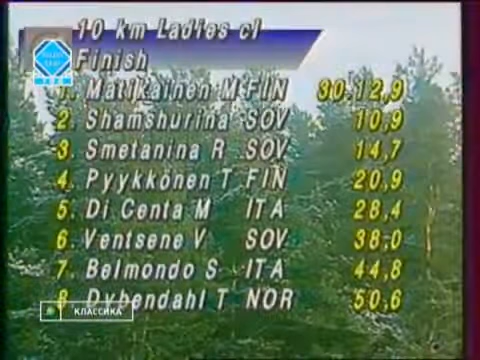 10 km Ladies cl
Finish
1. Matikainen M FIN 30.12,9
2. Shamshurina SOV 10,9
3. Smetanina R SOV 14,7
4. Pyykkönen T FIN 20,9
5. Di Centa M ITA 28,4
6. Ventsene V SOV 38,0
7. Belmondo S ITA 44,8
8 Dybendahl T NOR 50,6
КЛАССИКА